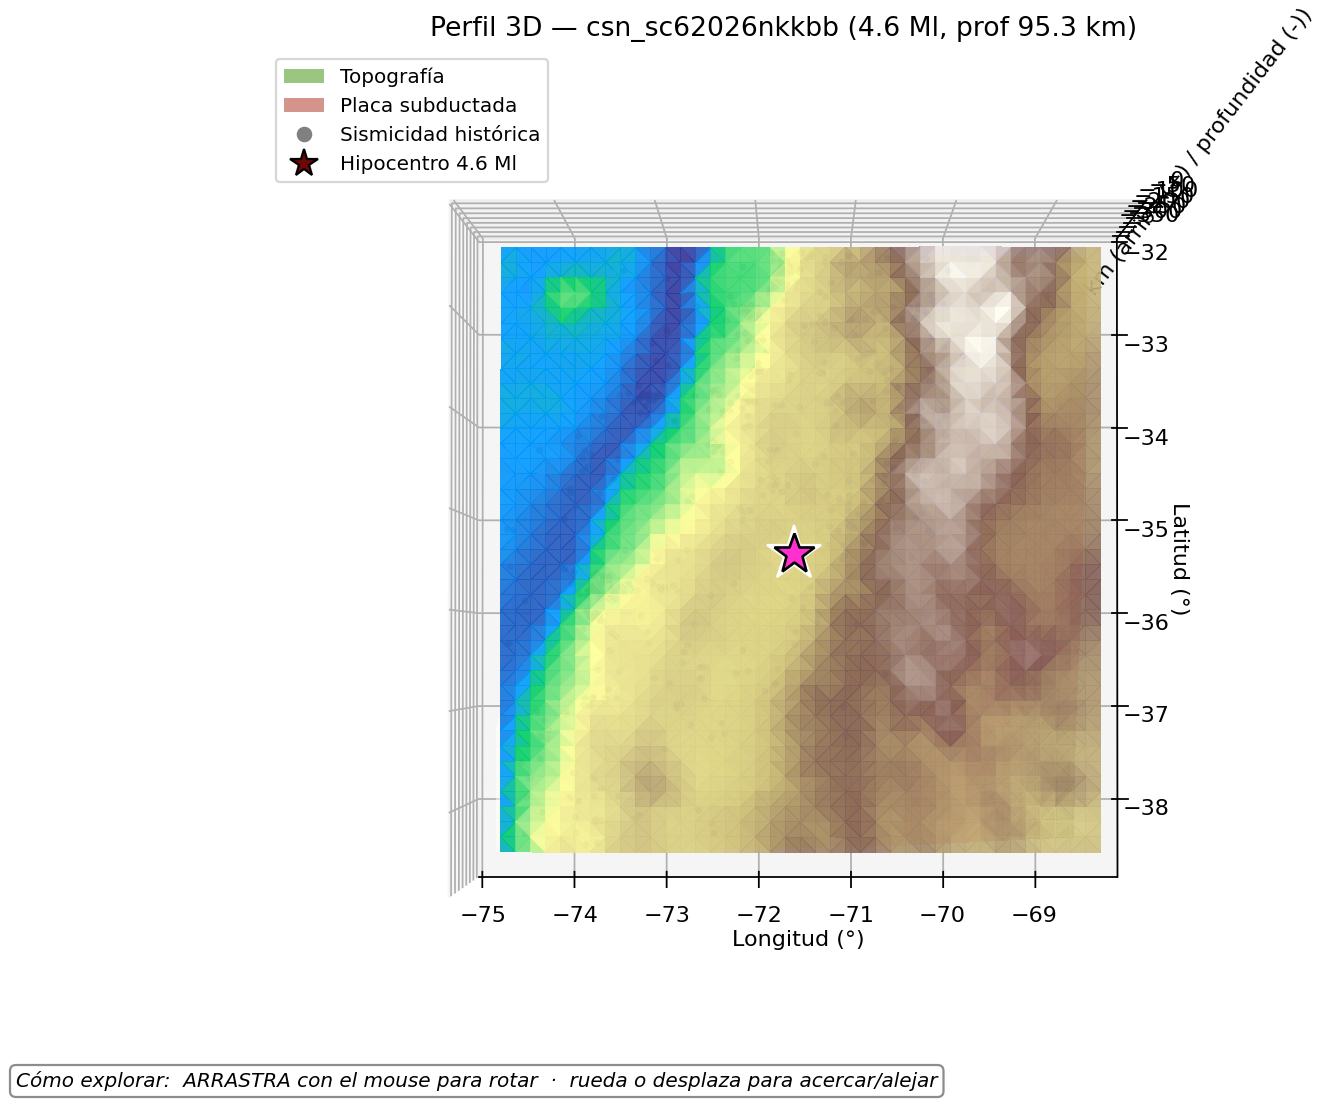 Perfil 3D — csn_sc62026nkkbb (4.6 Ml, prof 95.3 km)
Topografía
Placa subductada
Sismicidad histórica
Hipocentro 4.6 Ml
/ profundidad (-))
−32
−33
−34
−35
−36
−37
−38
Latitud (°)
−75 −74 −73 −72 −71 −70 −69
Longitud (°)
Cómo explorar: ARRASTRA con el mouse para rotar · rueda o desplaza para acercar/alejar